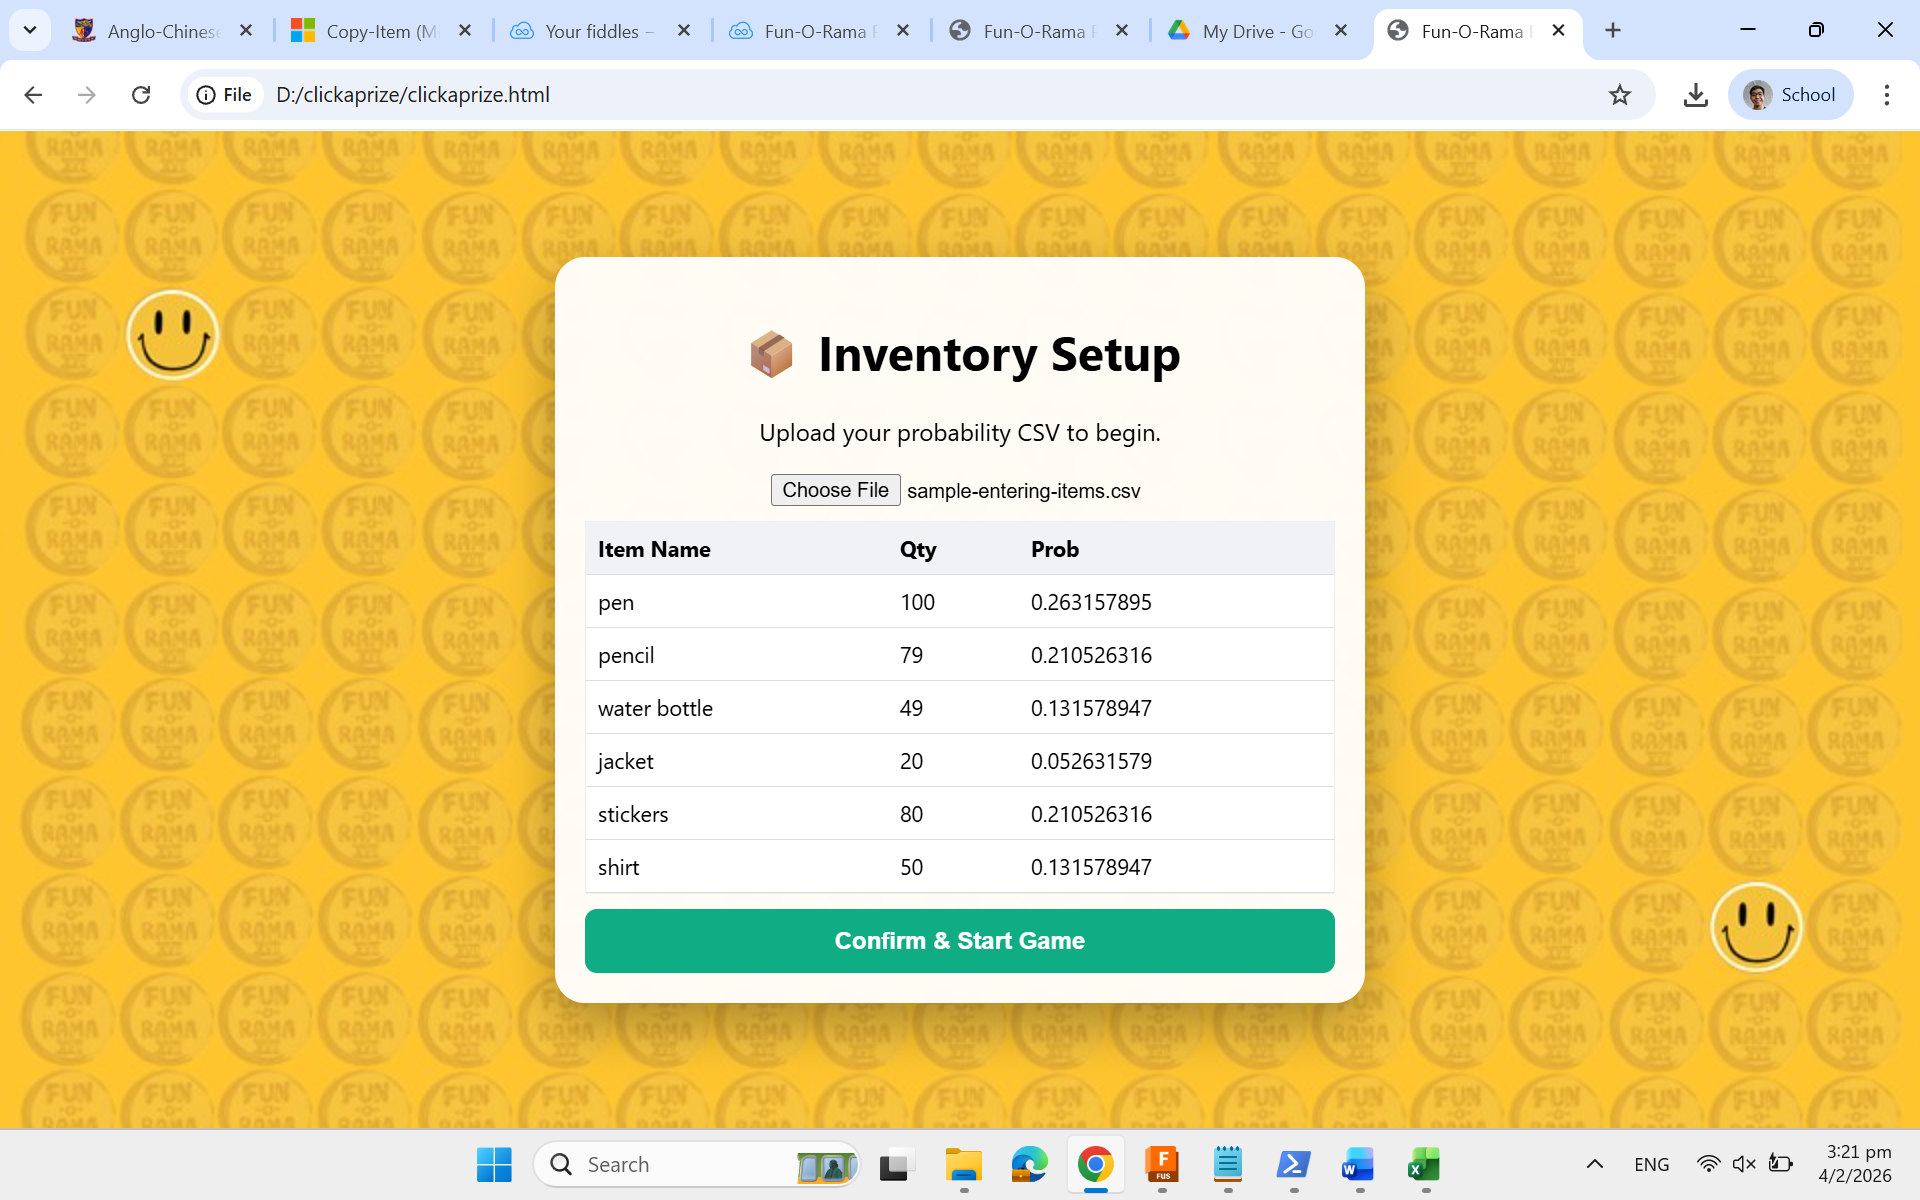 Anglo-Chines
Copy-Item (M
Your fiddles –
Fun-O-Rama P
Fun-O-Rama P
My Drive - Go
Fun-O-Rama P
File
D:/clickaprize/clickaprize.html
School
Inventory Setup
Upload your probability CSV to begin.
Choose File sample-entering-items.csv
Item Name Qty Prob
pen 100 0.263157895
pencil 79 0.210526316
water bottle 49 0.131578947
jacket 20 0.052631579
stickers 80 0.210526316
shirt 50 0.131578947
Confirm & Start Game
FUN
-O-
RAMA
Search
ENG
3:21 pm
4/2/2026